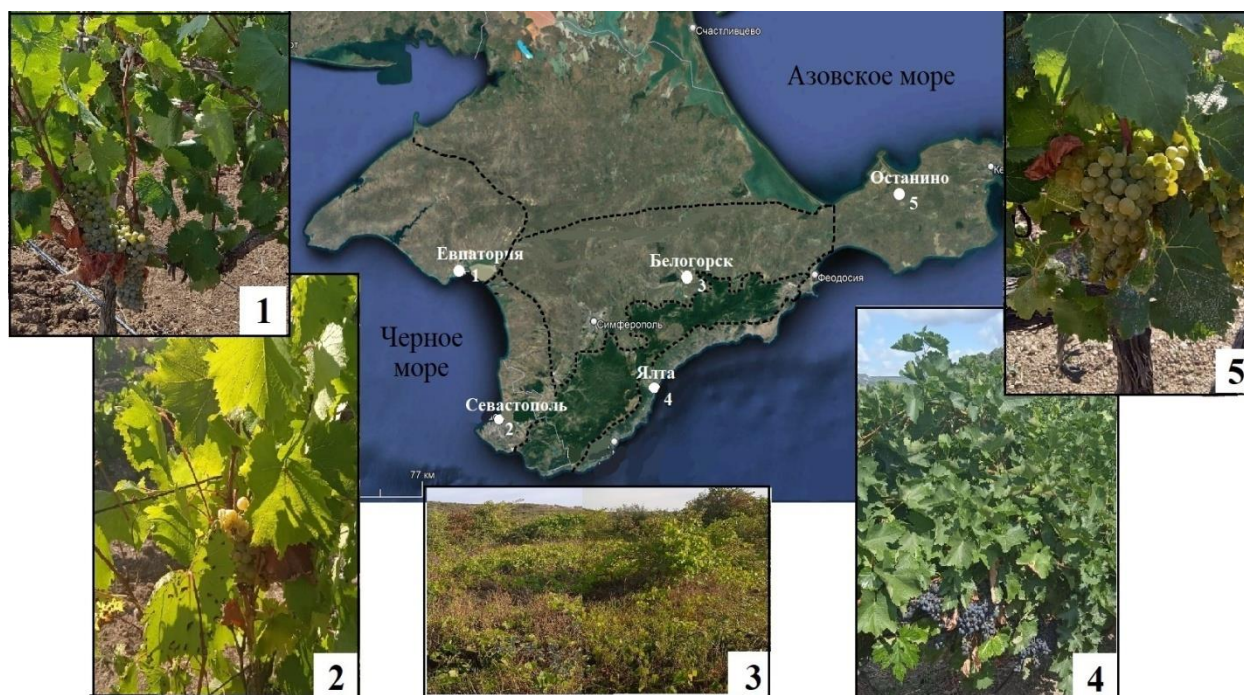 Счастливцево
Азовское море
Останино
5
Ке
Евпатория
1
Белогорск
3
Феодосия
Симферополь
Черное
море
Ялта
4
Севастополь
2
77 км
1
2
3
4
5